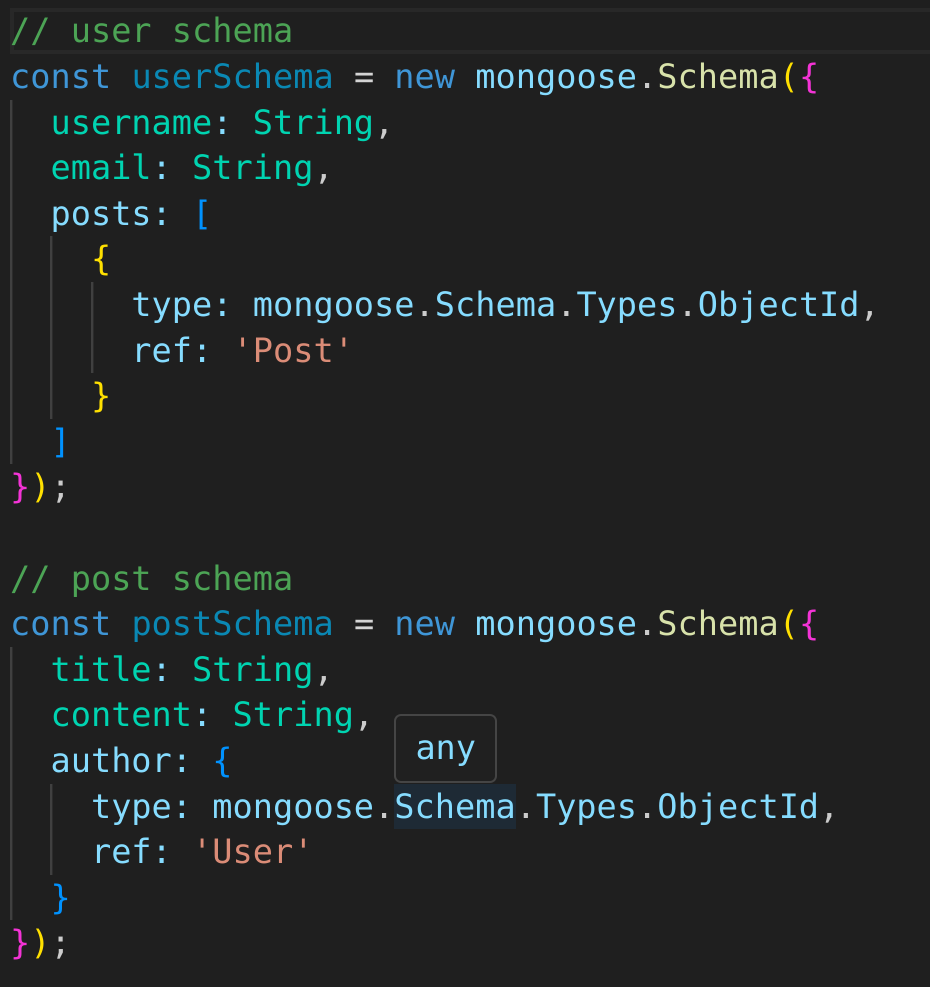 // user schema
const userSchema = new mongoose.Schema({
  username: String,
  email: String,
  posts: [
    {
      type: mongoose.Schema.Types.ObjectId,
      ref: 'Post'
    }
  ]
});

// post schema
const postSchema = new mongoose.Schema({
  title: String,
  content: String,
any
  author: {
    type: mongoose.Schema.Types.ObjectId,
    ref: 'User'
  }
});